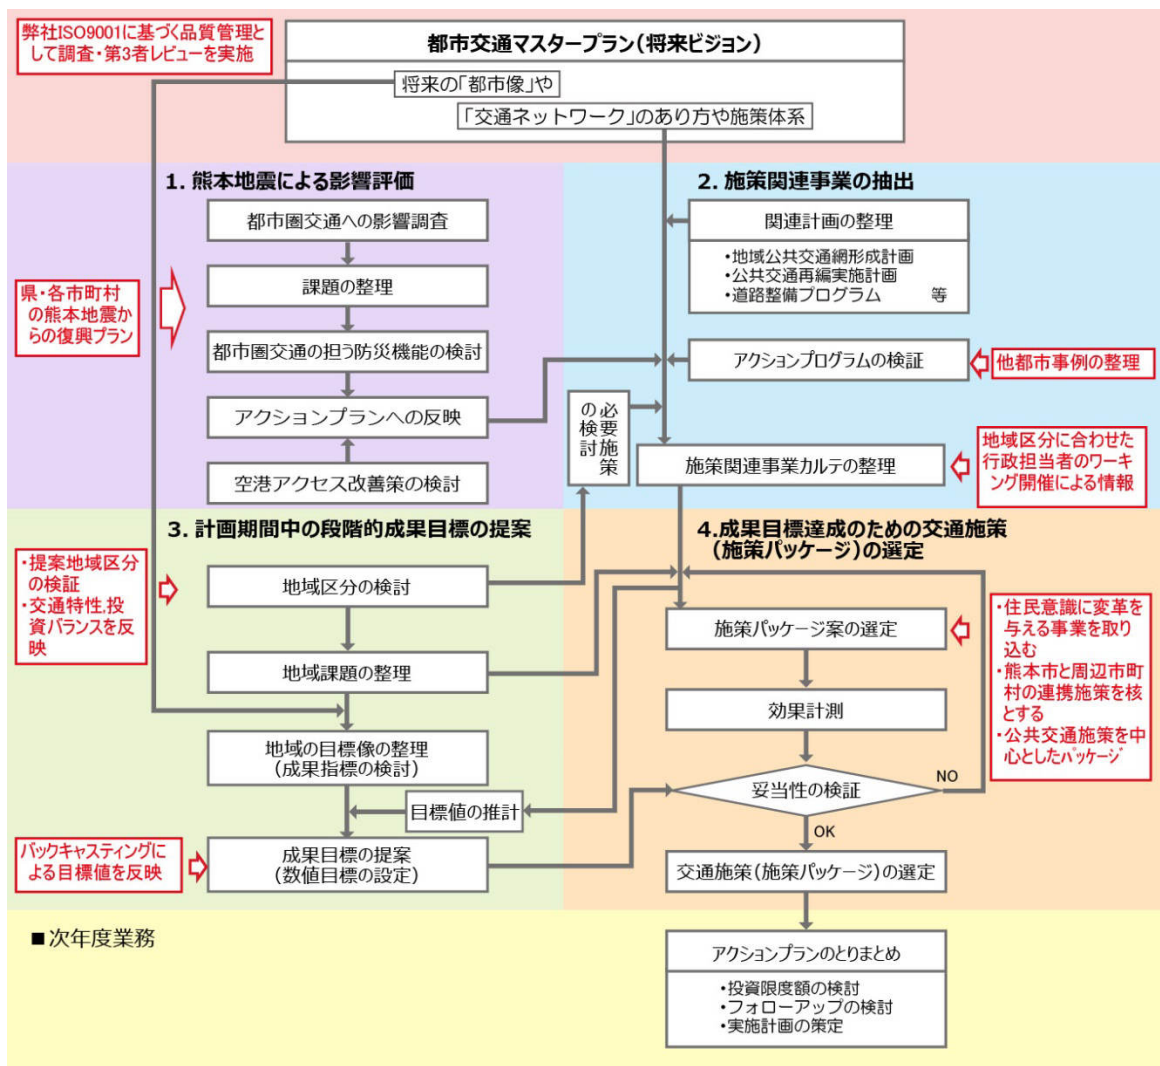 弊社ISO9001に基づく品質管理と
して調査・第3者レビューを実施
都市交通マスタープラン(将来ビジョン)
将来の「都市像」や
「交通ネットワーク」のあり方や施策体系
1. 熊本地震による影響評価
都市圏交通への影響調査
課題の整理
都市圏交通の担う防災機能の検討
アクションプランへの反映
空港アクセス改善策の検討
県・各市町村
の熊本地震か
らの復興プラン
2. 施策関連事業の抽出
関連計画の整理
・地域公共交通網形成計画
・公共交通再編実施計画
・道路整備プログラム 等
アクションプログラムの検証
他都市事例の整理
必要施策
の検討
施策関連事業カルテの整理
地域区分に合わせた
行政担当者のワーキ
ング開催による情報
3. 計画期間中の段階的成果目標の提案
・提案地域区分
の検証
・交通特性,投
資バランスを反
映
地域区分の検討
地域課題の整理
地域の目標像の整理
(成果指標の検討)
目標値の推計
成果目標の提案
(数値目標の設定)
バックキャスティングに
よる目標値を反映
4.成果目標達成のための交通施策
(施策パッケージ)の選定
施策パッケージ案の選定
効果計測
妥当性の検証
NO
OK
交通施策(施策パッケージ)の選定
・住民意識に変革を
与える事業を取り
込む
・熊本市と周辺市町
村の連携施策を核
とする
・公共交通施策を中
心としたパッケージ
■次年度業務
アクションプランのとりまとめ
・投資限度額の検討
・フォローアップの検討
・実施計画の策定